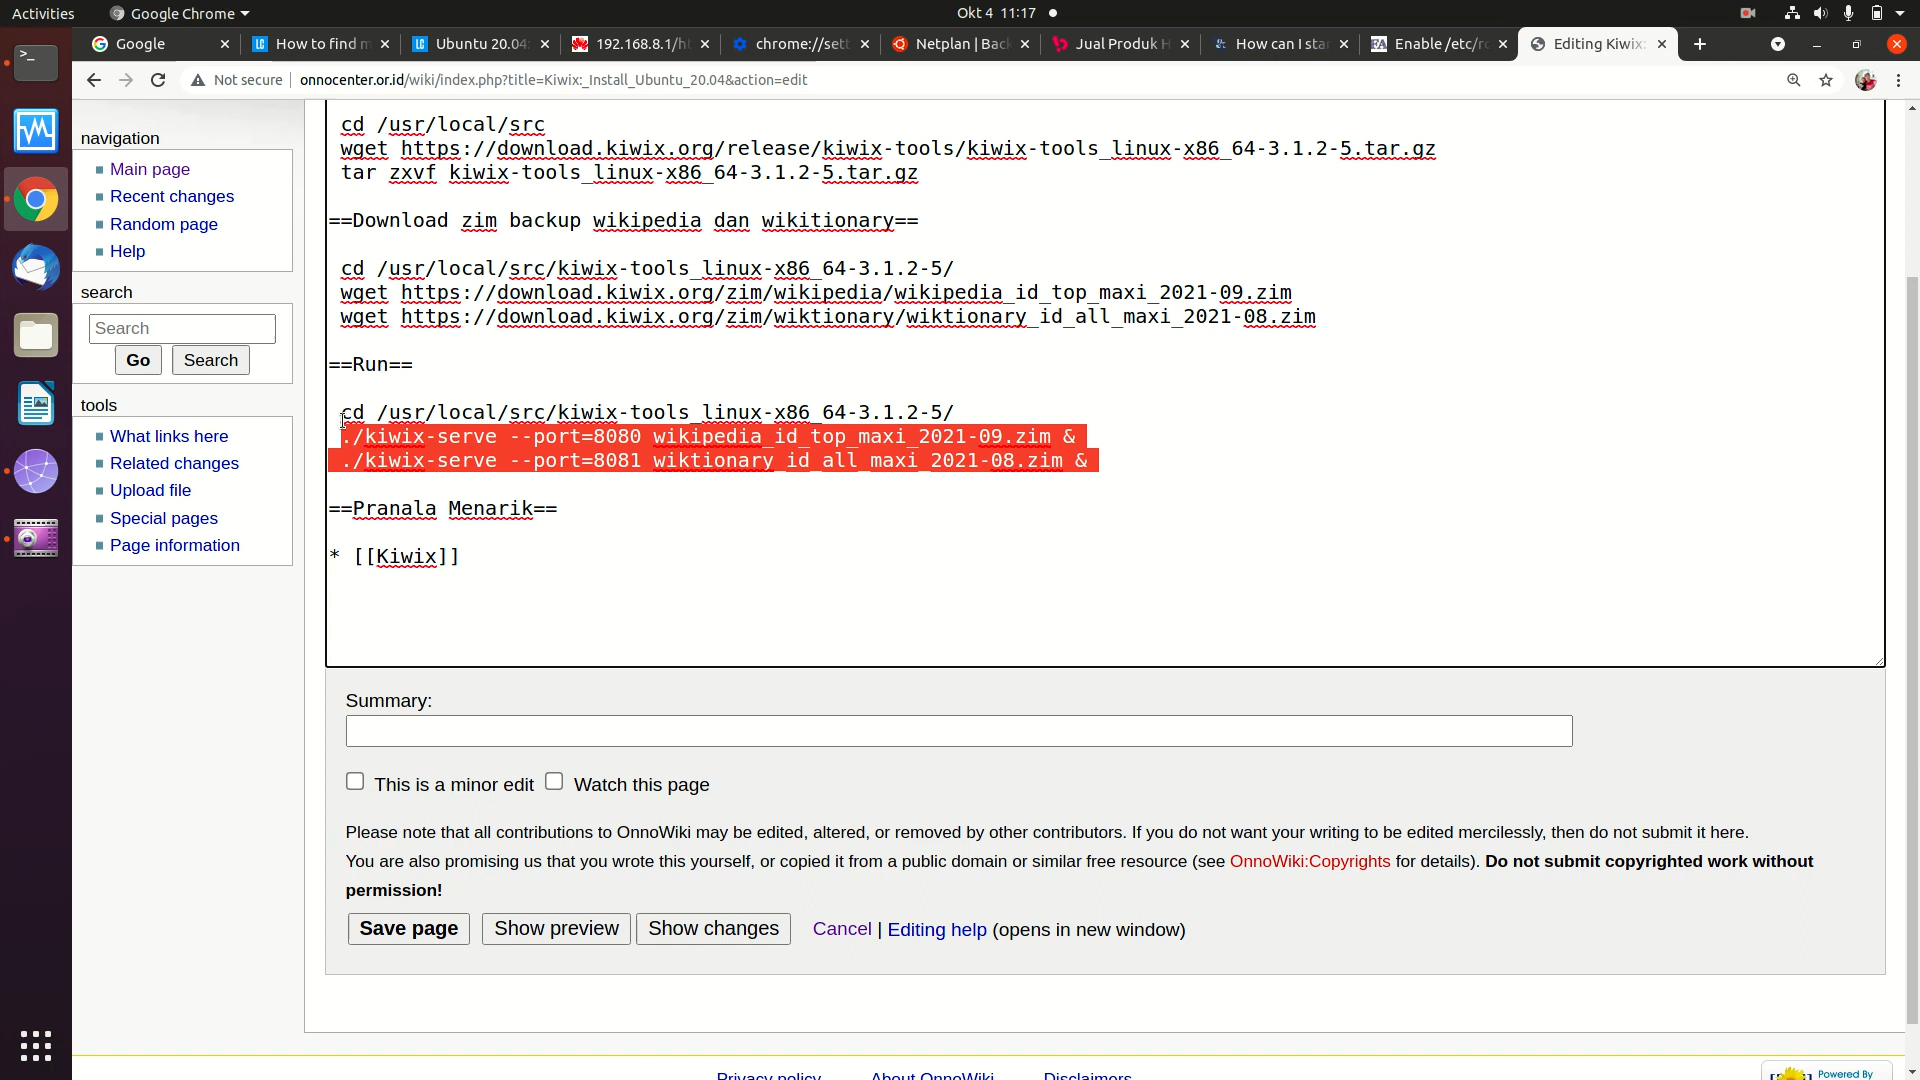 Activities Google Chrome Okt 4 11:17
Google How to find m Ubuntu 20.04: 192.168.8.1/ht chrome://sett Netplan | Back Jual Produk H How can I star Enable /etc/rc Editing Kiwix:
Not secure onnocenter.or.id/wiki/index.php?title=Kiwix:_Install_Ubuntu_20.04&action=edit
navigation
Main page
Recent changes
Random page
Help
search
Search
Go Search
tools
What links here
Related changes
Upload file
Special pages
Page information
cd /usr/local/src
wget https://download.kiwix.org/release/kiwix-tools/kiwix-tools_linux-x86_64-3.1.2-5.tar.gz
tar zxvf kiwix-tools_linux-x86_64-3.1.2-5.tar.gz
==Download zim backup wikipedia dan wikitionary==
cd /usr/local/src/kiwix-tools_linux-x86_64-3.1.2-5/
wget https://download.kiwix.org/zim/wikipedia/wikipedia_id_top_maxi_2021-09.zim
wget https://download.kiwix.org/zim/wiktionary/wiktionary_id_all_maxi_2021-08.zim
==Run==
cd /usr/local/src/kiwix-tools_linux-x86_64-3.1.2-5/
./kiwix-serve --port=8080 wikipedia_id_top_maxi_2021-09.zim &
./kiwix-serve --port=8081 wiktionary_id_all_maxi_2021-08.zim &
==Pranala Menarik==
* [[Kiwix]]
Summary:
This is a minor edit Watch this page
Please note that all contributions to OnnoWiki may be edited, altered, or removed by other contributors. If you do not want your writing to be edited mercilessly, then do not submit it here.
You are also promising us that you wrote this yourself, or copied it from a public domain or similar free resource (see OnnoWiki:Copyrights for details). Do not submit copyrighted work without
permission!
Save page Show preview Show changes Cancel | Editing help (opens in new window)
Privacy policy About OnnoWiki Disclaimers Powered By